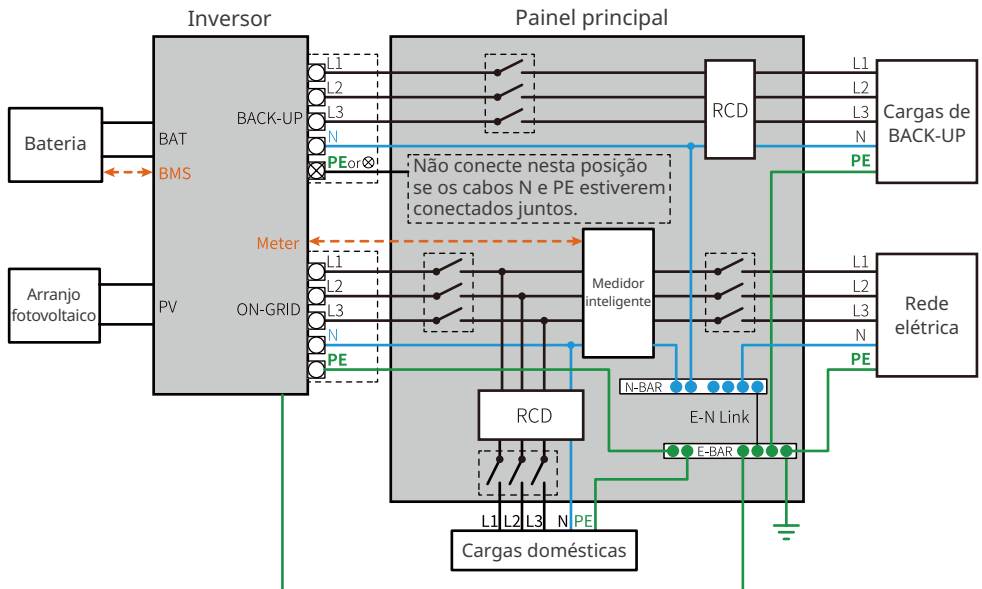 Inversor
Painel principal
L1
L2
L3
N
PEor⊗
BACK-UP
BAT
BMS
Bateria
RCD
L1
L2
L3
N
PE
Cargas de
BACK-UP
Não conecte nesta posição
se os cabos N e PE estiverem
conectados juntos.
Meter
Arranjo
fotovoltaico
PV
ON-GRID
L1
L2
L3
N
PE
Medidor
inteligente
L1
L2
L3
N
PE
Rede
elétrica
N-BAR
E-N Link
E-BAR
RCD
L1 L2 L3 N PE
Cargas domésticas